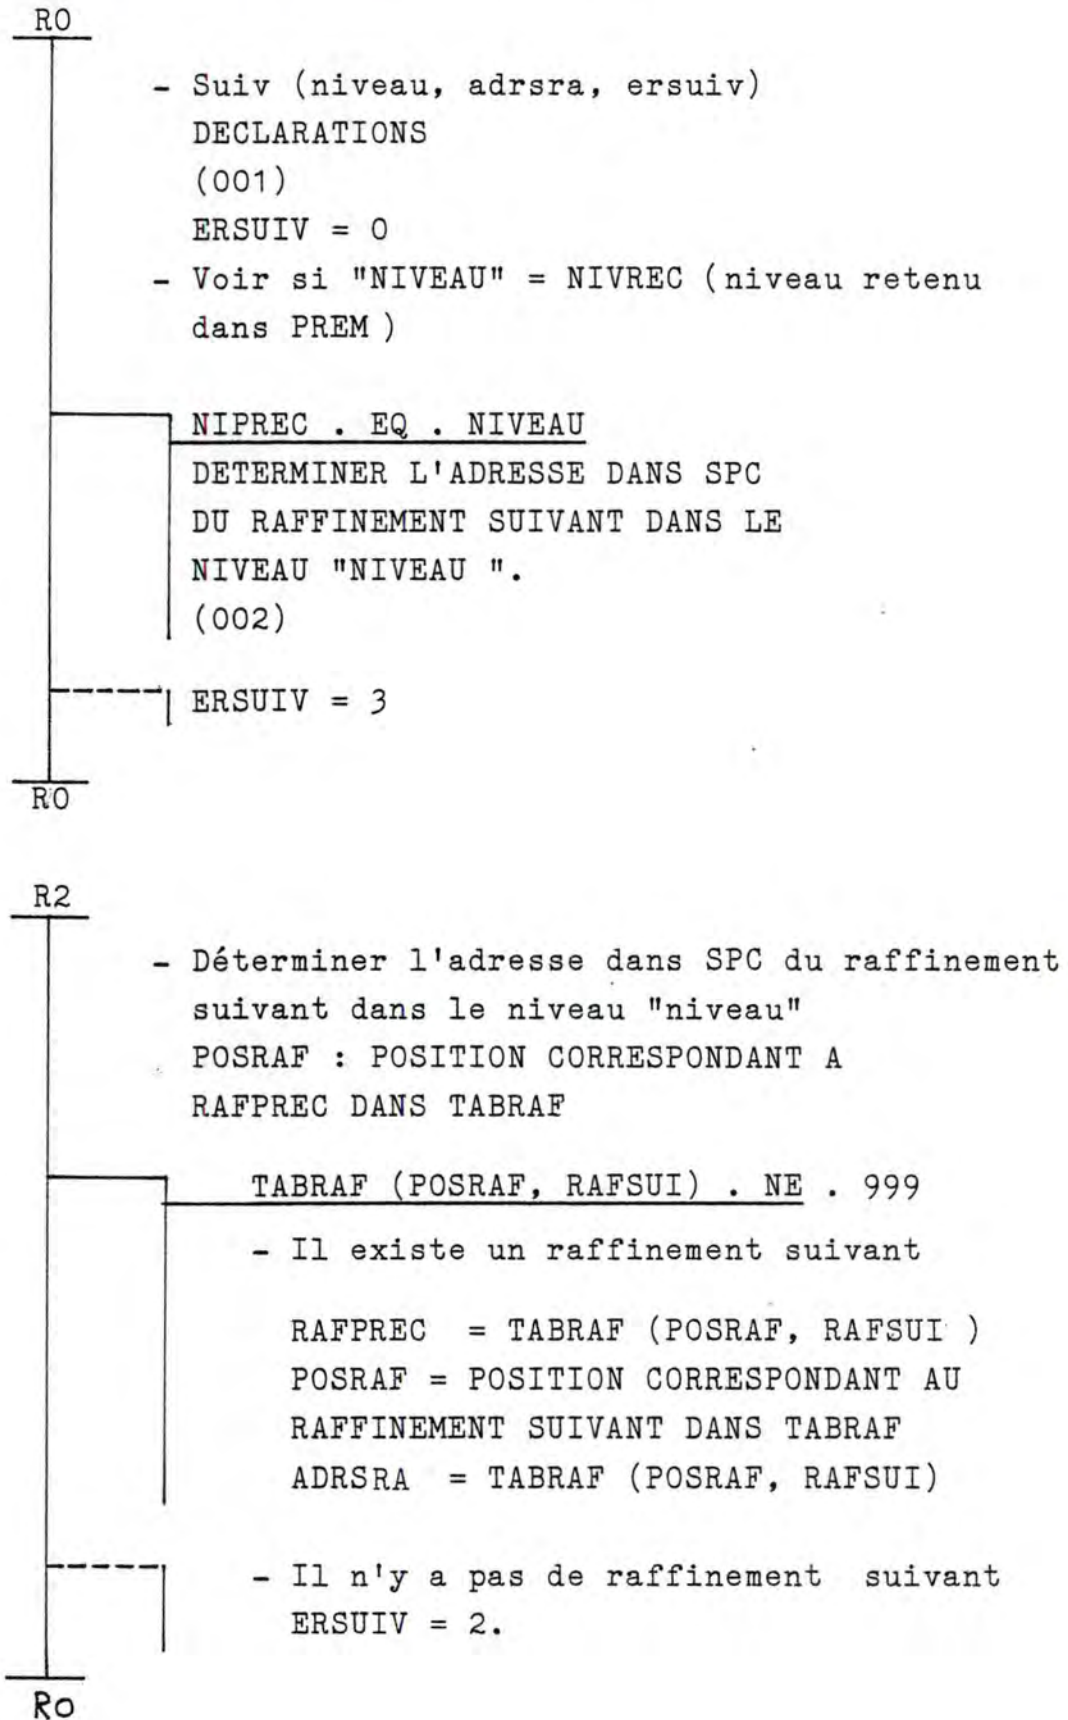 RO
- Suiv (niveau, adrsra, ersuiv)
DECLARATIONS
(001)
ERSUIV = 0
- Voir si "NIVEAU" = NIVREC (niveau retenu
dans PREM )
NIPREC . EQ . NIVEAU
DETERMINER L'ADRESSE DANS SPC
DU RAFFINEMENT SUIVANT DANS LE
NIVEAU "NIVEAU ".
(002)
ERSUIV = 3
RO
R2
- Déterminer l'adresse dans SPC du raffinement
suivant dans le niveau "niveau"
POSRAF : POSITION CORRESPONDANT A
RAFPREC DANS TABRAF
TABRAF (POSRAF, RAFSUI) . NE . 999
- Il existe un raffinement suivant
RAFPREC = TABRAF (POSRAF, RAFSUI )
POSRAF = POSITION CORRESPONDANT AU
RAFFINEMENT SUIVANT DANS TABRAF
ADRSRA = TABRAF (POSRAF, RAFSUI)
- Il n'y a pas de raffinement suivant
ERSUIV = 2.
RO